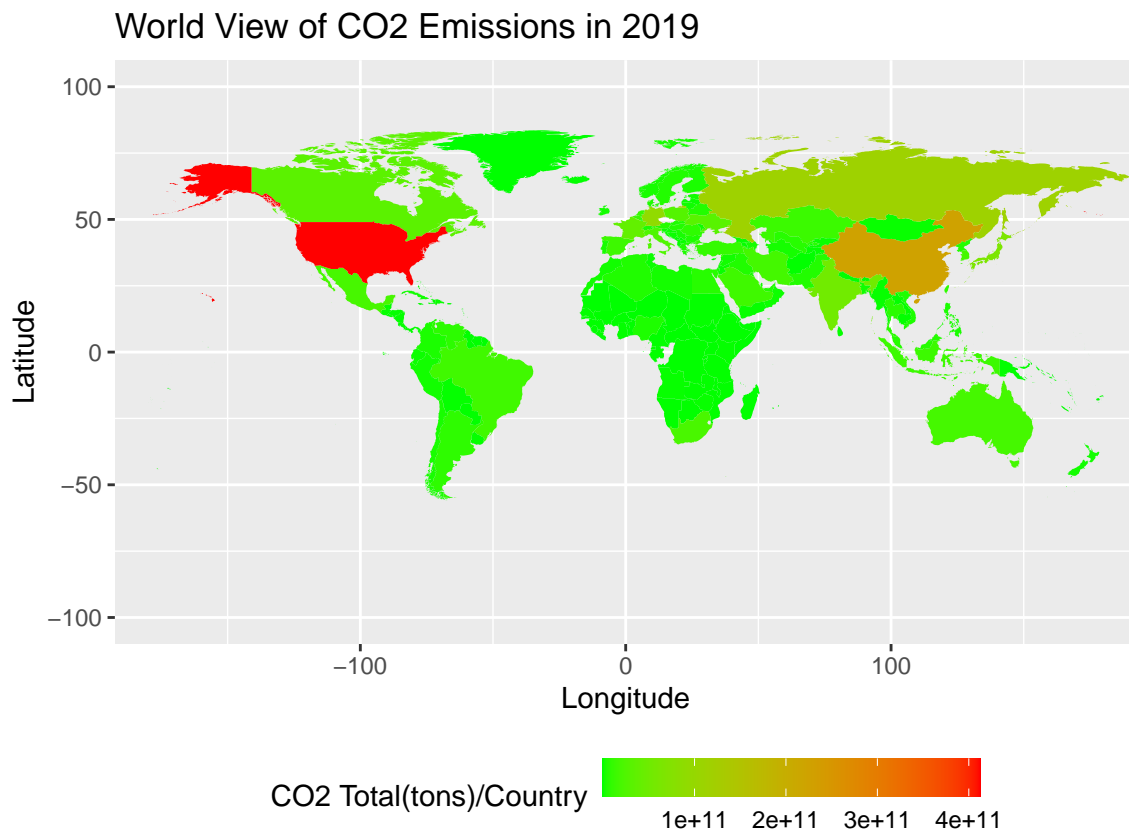 World View of CO2 Emissions in 2019
100
50
0
−50
−100
Latitude
−100 0 100
Longitude
CO2 Total(tons)/Country
1e+11 2e+11 3e+11 4e+11